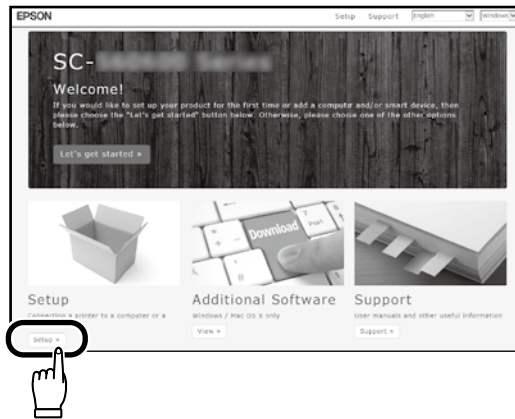 EPSON
Setup Support English Windows
SC-
Welcome!
If you would like to set up your product for the first time or add a computer and/or smart device, then
please choose the "Let's get started" button below. Otherwise, please choose one of the other options
below.
Let's get started »
Download
Setup
Additional Software
Support
Connecting a printer to a computer or a
Windows / Mac OS X only
User manuals and other useful information
Setup »
View »
Support »